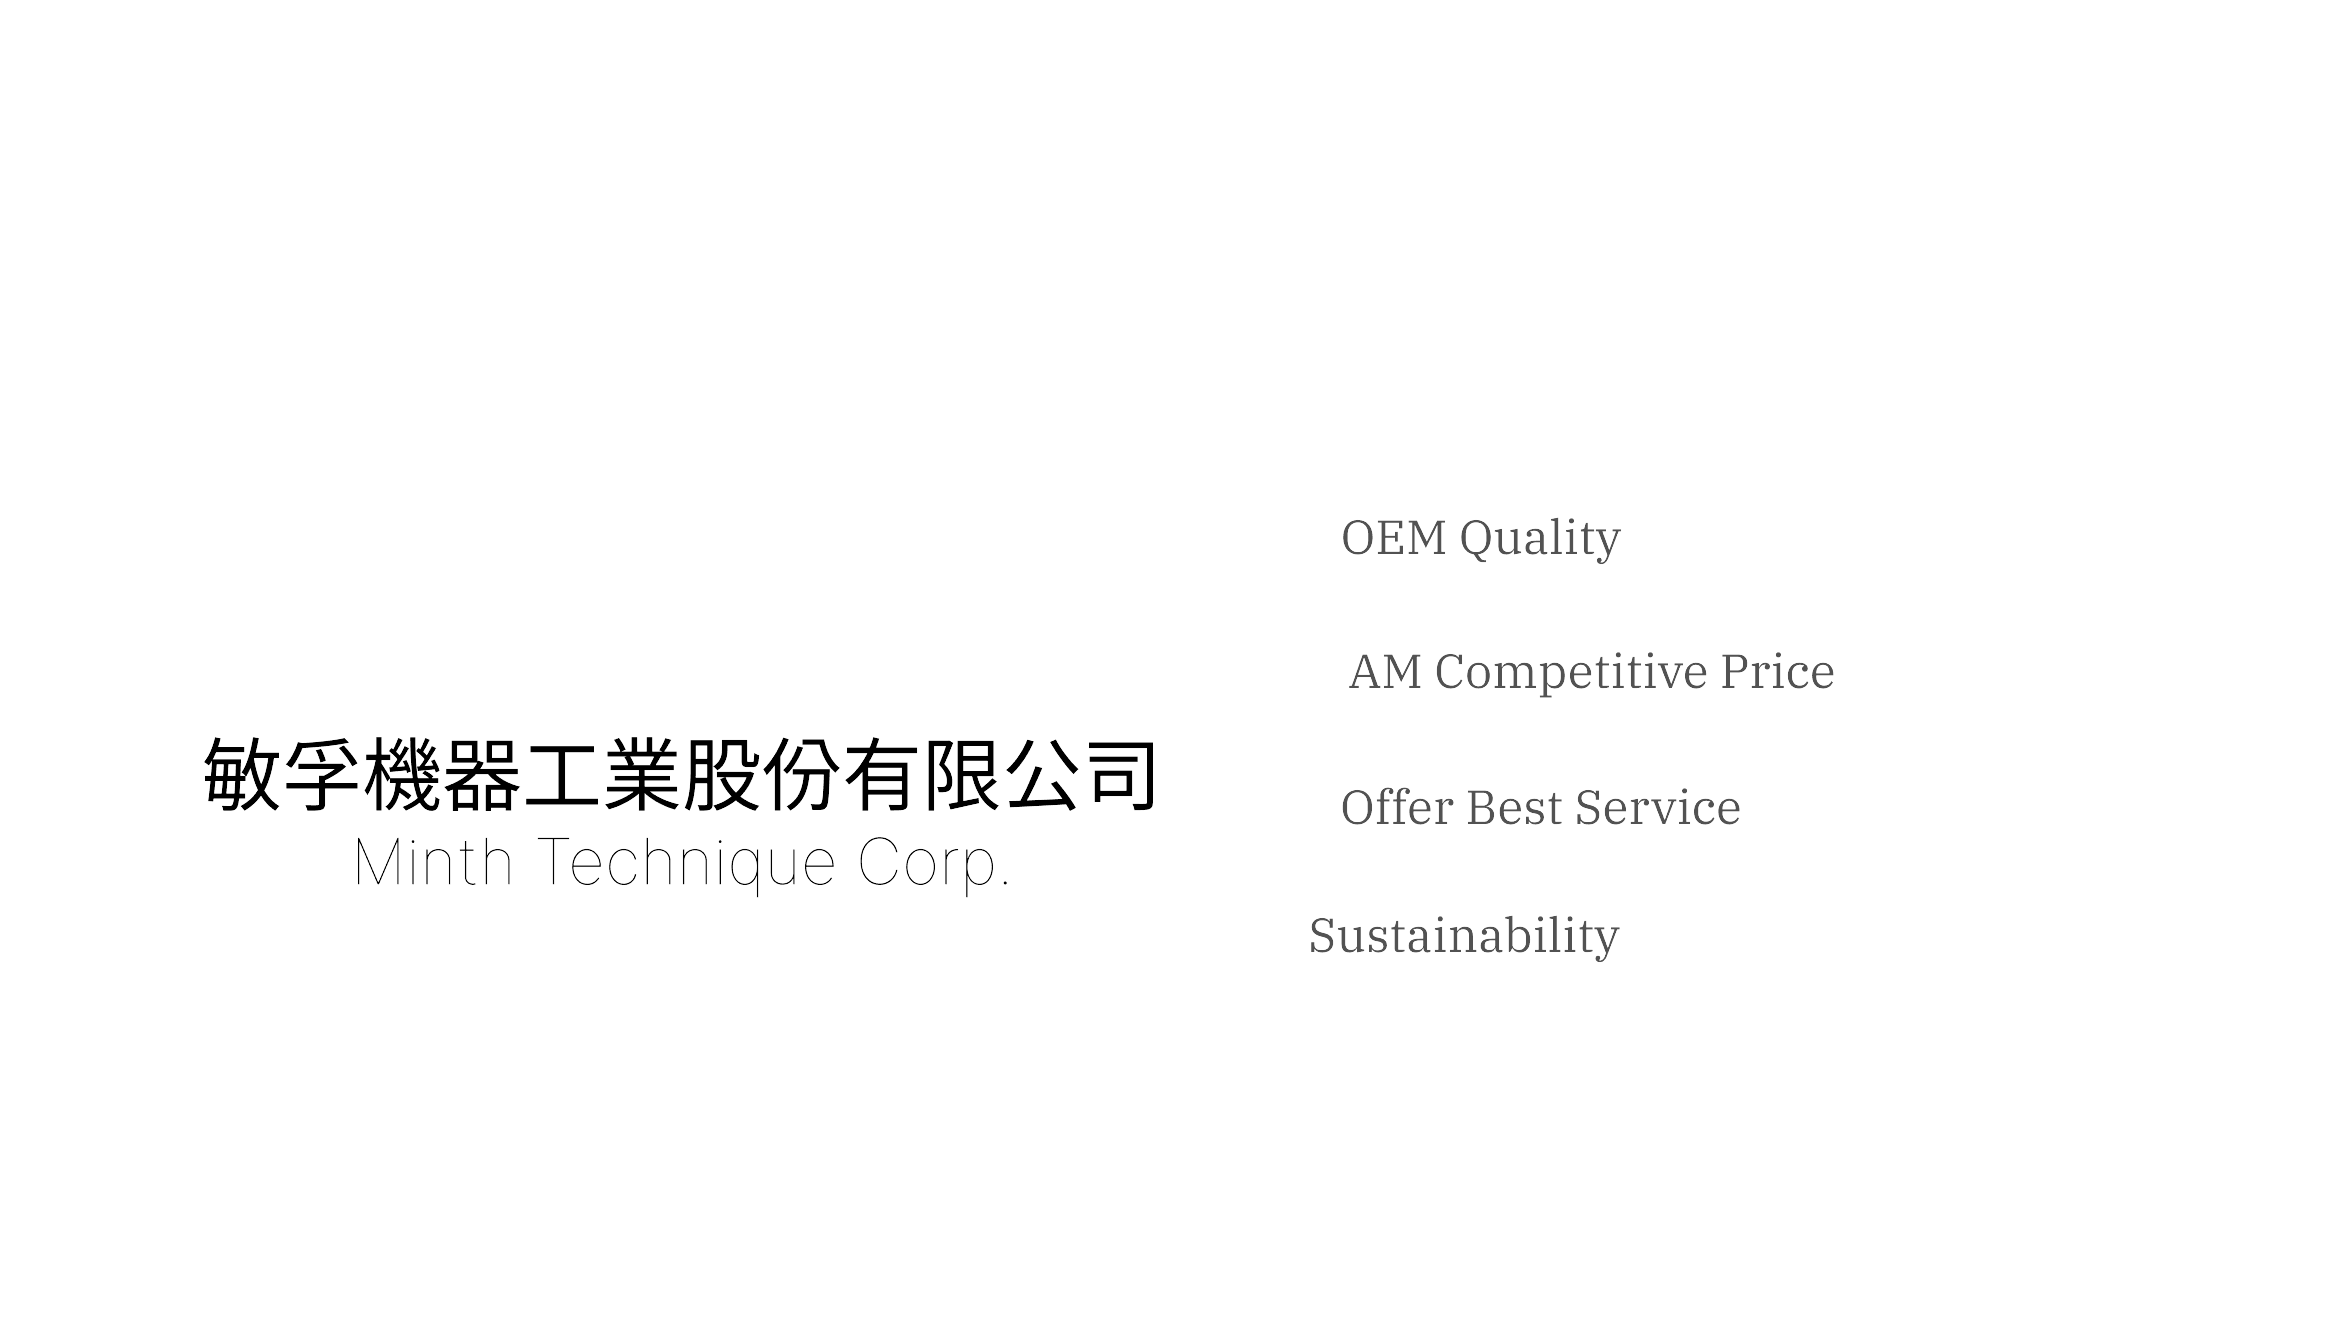 敏孚機器工業股份有限公司
Minth Technique Corp.
OEM Quality
AM Competitive Price
Offer Best Service
Sustainability